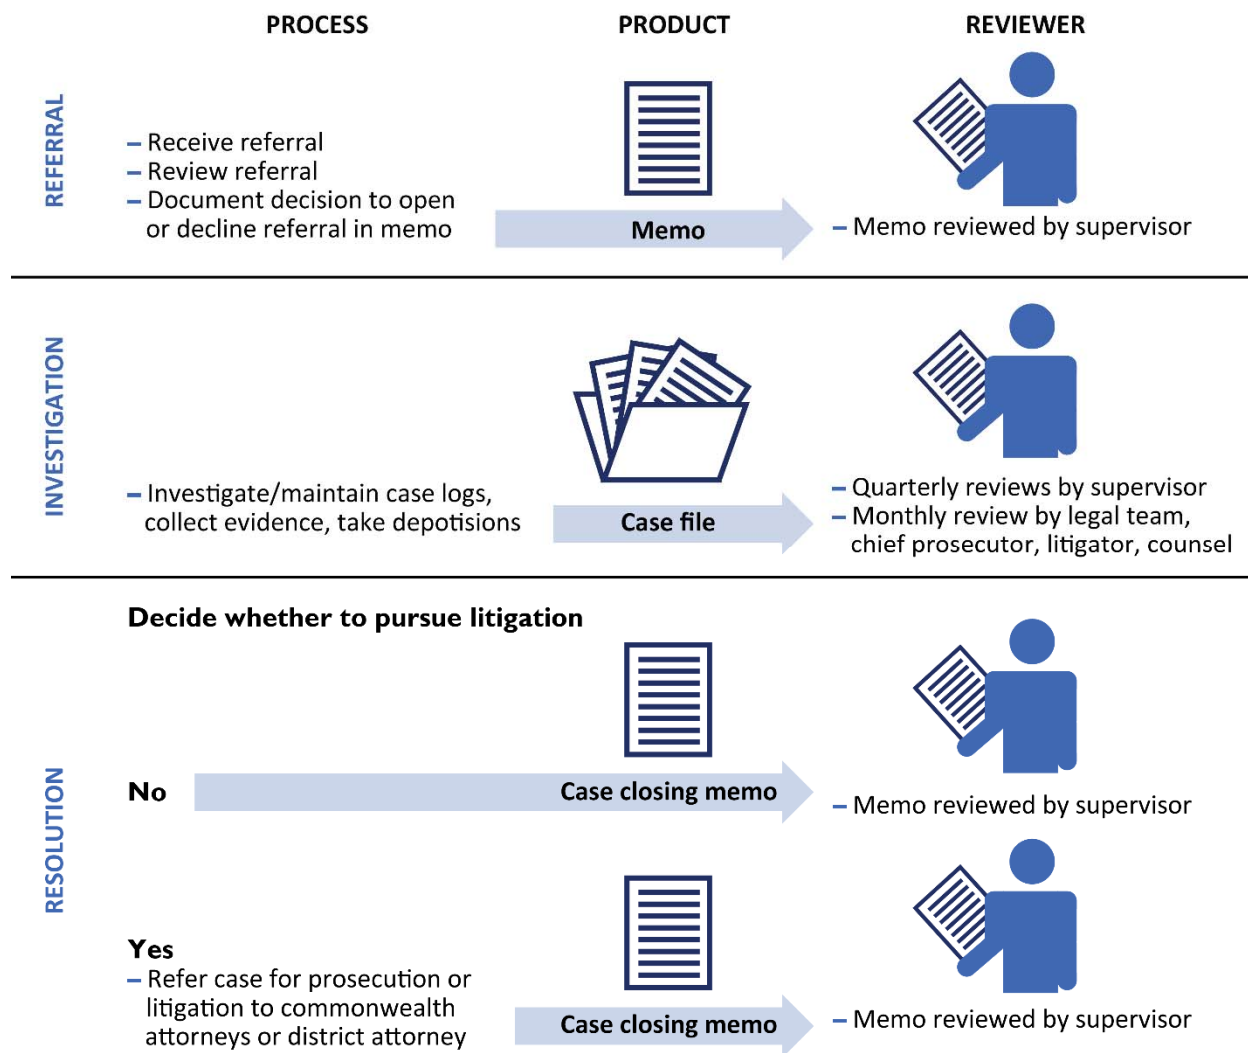 PROCESS
PRODUCT
REVIEWER
REFERRAL
– Receive referral
– Review referral
– Document decision to open
or decline referral in memo
Memo
– Memo reviewed by supervisor
INVESTIGATION
– Investigate/maintain case logs,
collect evidence, take depotisions
Case file
– Quarterly reviews by supervisor
– Monthly review by legal team,
chief prosecutor, litigator, counsel
RESOLUTION
Decide whether to pursue litigation
No
Case closing memo
– Memo reviewed by supervisor
Yes
– Refer case for prosecution or
litigation to commonwealth
attorneys or district attorney
Case closing memo
– Memo reviewed by supervisor